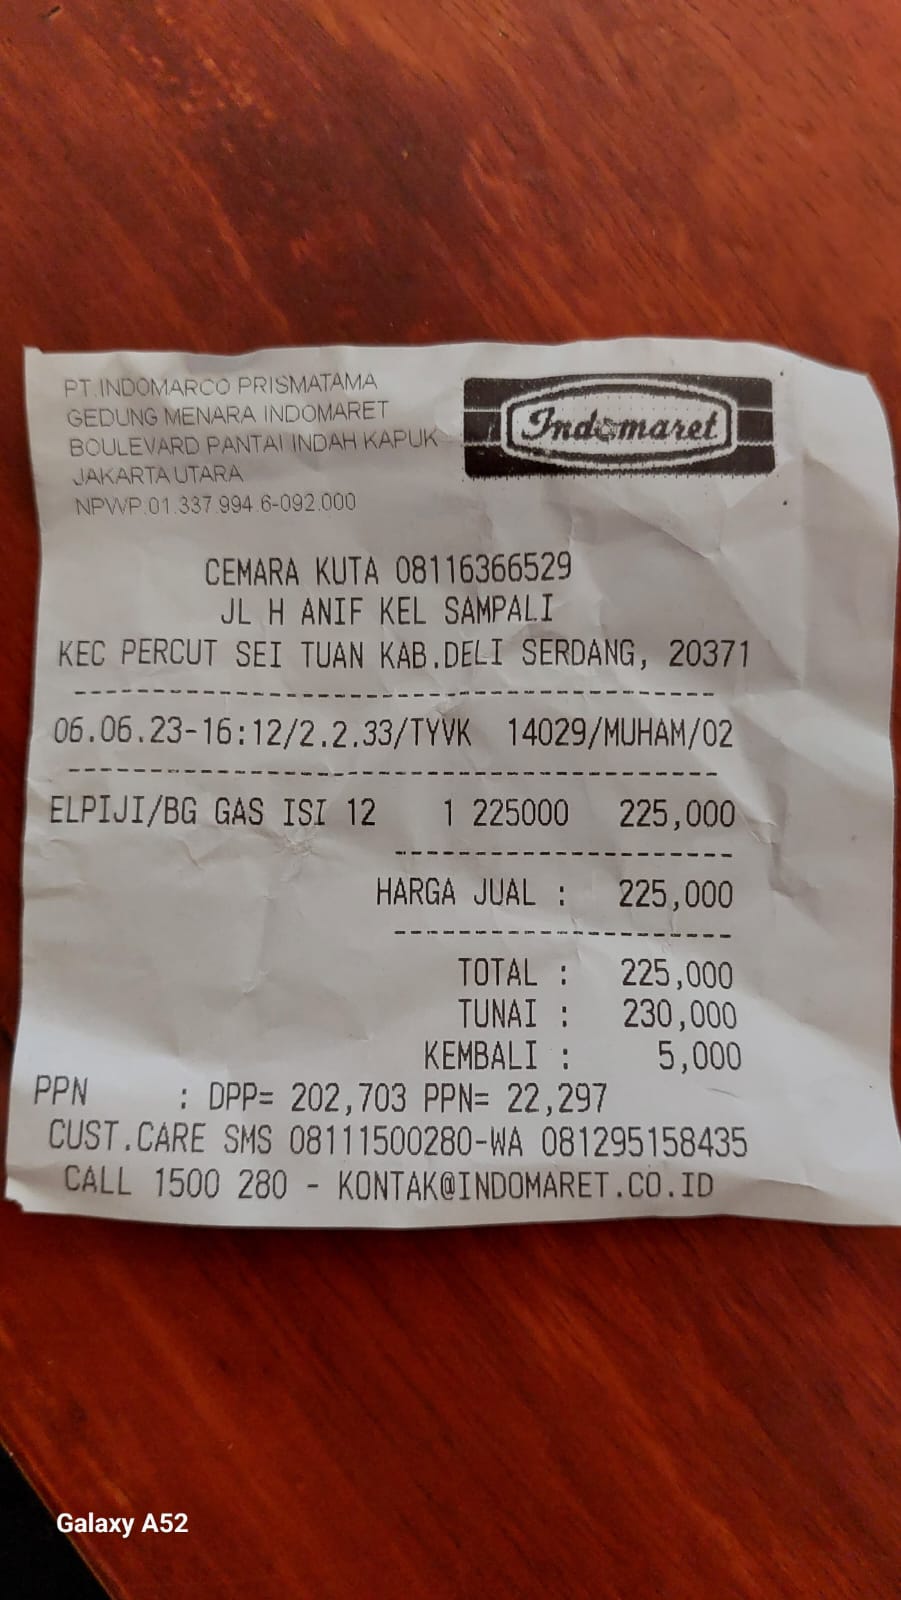 PT.INDOMARCO PRISMATAMA
GEDUNG MENARA INDOMARET
BOULEVARD PANTAI INDAH KAPUK
JAKARTA UTARA
NPWP.01.337.994.6-092.000
Indomaret
CEMARA KUTA 08116366529
JL H ANIF KEL SAMPALI
KEC PERCUT SEI TUAN KAB.DELI SERDANG, 20371
06.06.23-16:12/2.2.33/TYVK 14029/MUHAM/02
ELPIJI/BG GAS ISI 12 1 225000 225,000
HARGA JUAL : 225,000
TOTAL : 225,000
TUNAI : 230,000
KEMBALI : 5,000
PPN : DPP= 202,703 PPN= 22,297
CUST.CARE SMS 08111500280-WA 081295158435
CALL 1500 280 - KONTAK@INDOMARET.CO.ID
Galaxy A52